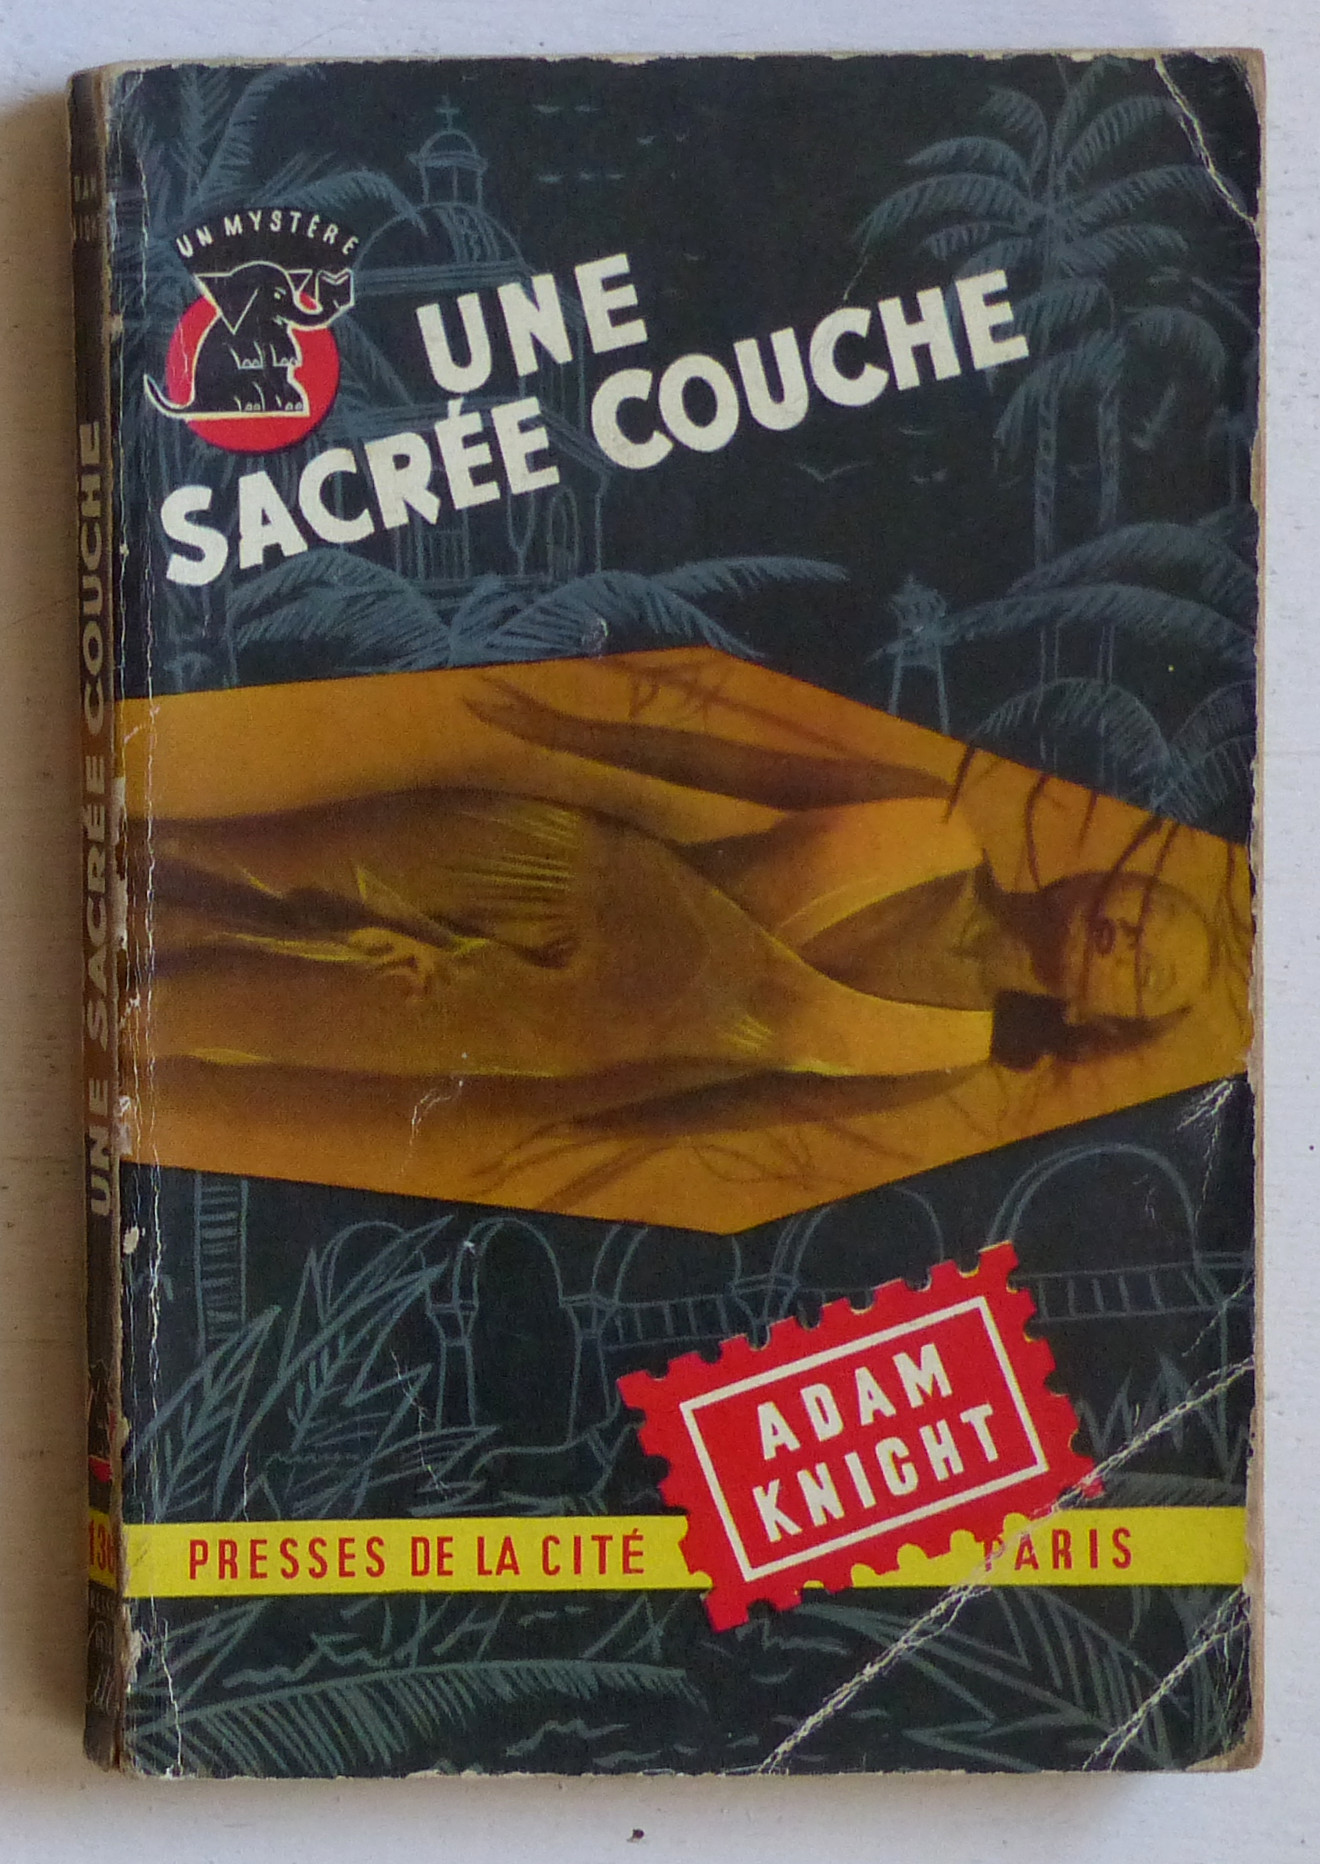 UN MYSTÈRE
UNE
SACRÉE COUCHE
ADAM
KNIGHT
PRESSES DE LA CITÉ
PARIS
UNE SACRÉE COUCHE